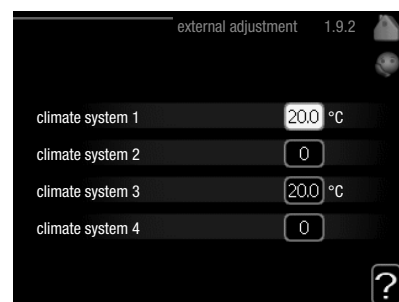 external adjustment 1.9.2
climate system 1 20.0 °C
climate system 2 0
climate system 3 20.0 °C
climate system 4 0
?